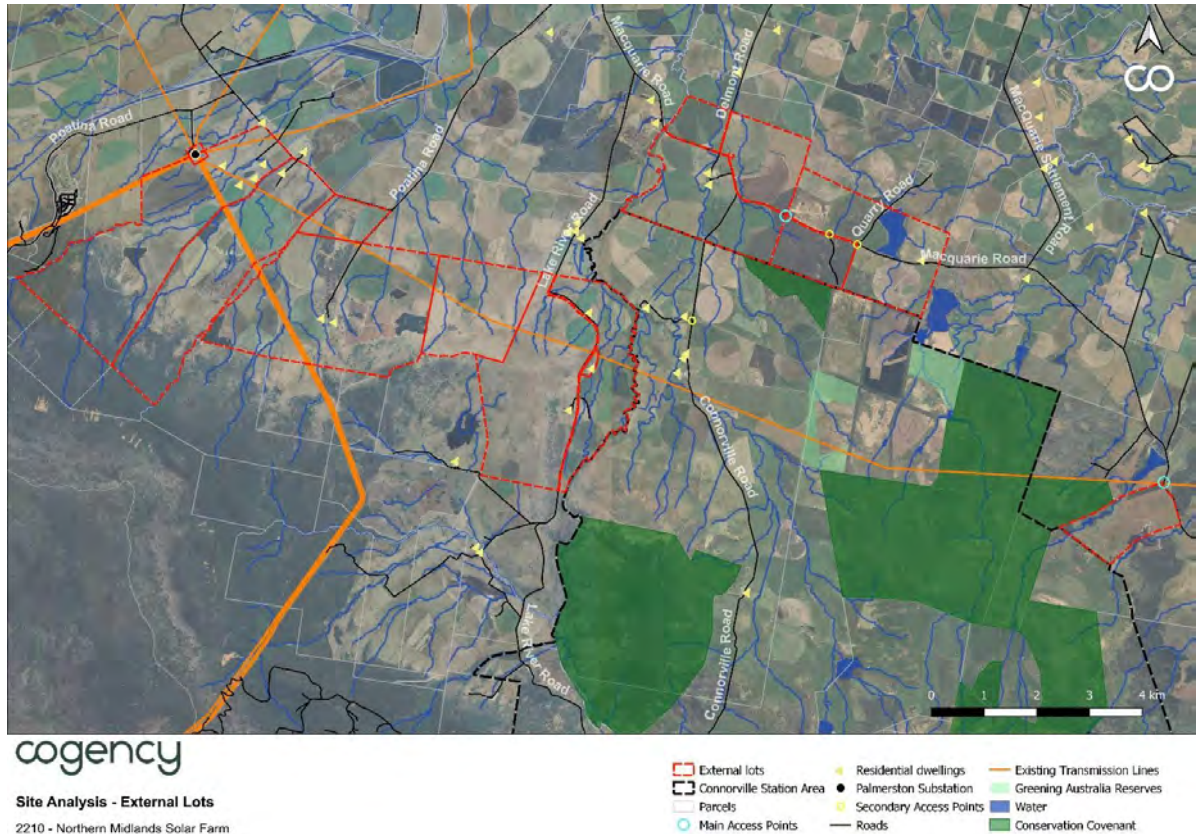 Macquarie Road
Delmont Road
Macquarie Settlement Road
Poatina Road
Poatina Road
Quarry Road
Lake River Road
Macquarie Road
Connorville Road
Lake River Road
Connorville Road
0 1 2 3 4 km
cogency
Site Analysis - External Lots
2210 - Northern Midlands Solar Farm
External lots
Connorville Station Area
Parcels
Main Access Points
Residential dwellings
Palmerston Substation
Secondary Access Points
Roads
Existing Transmission Lines
Greening Australia Reserves
Water
Conservation Covenant